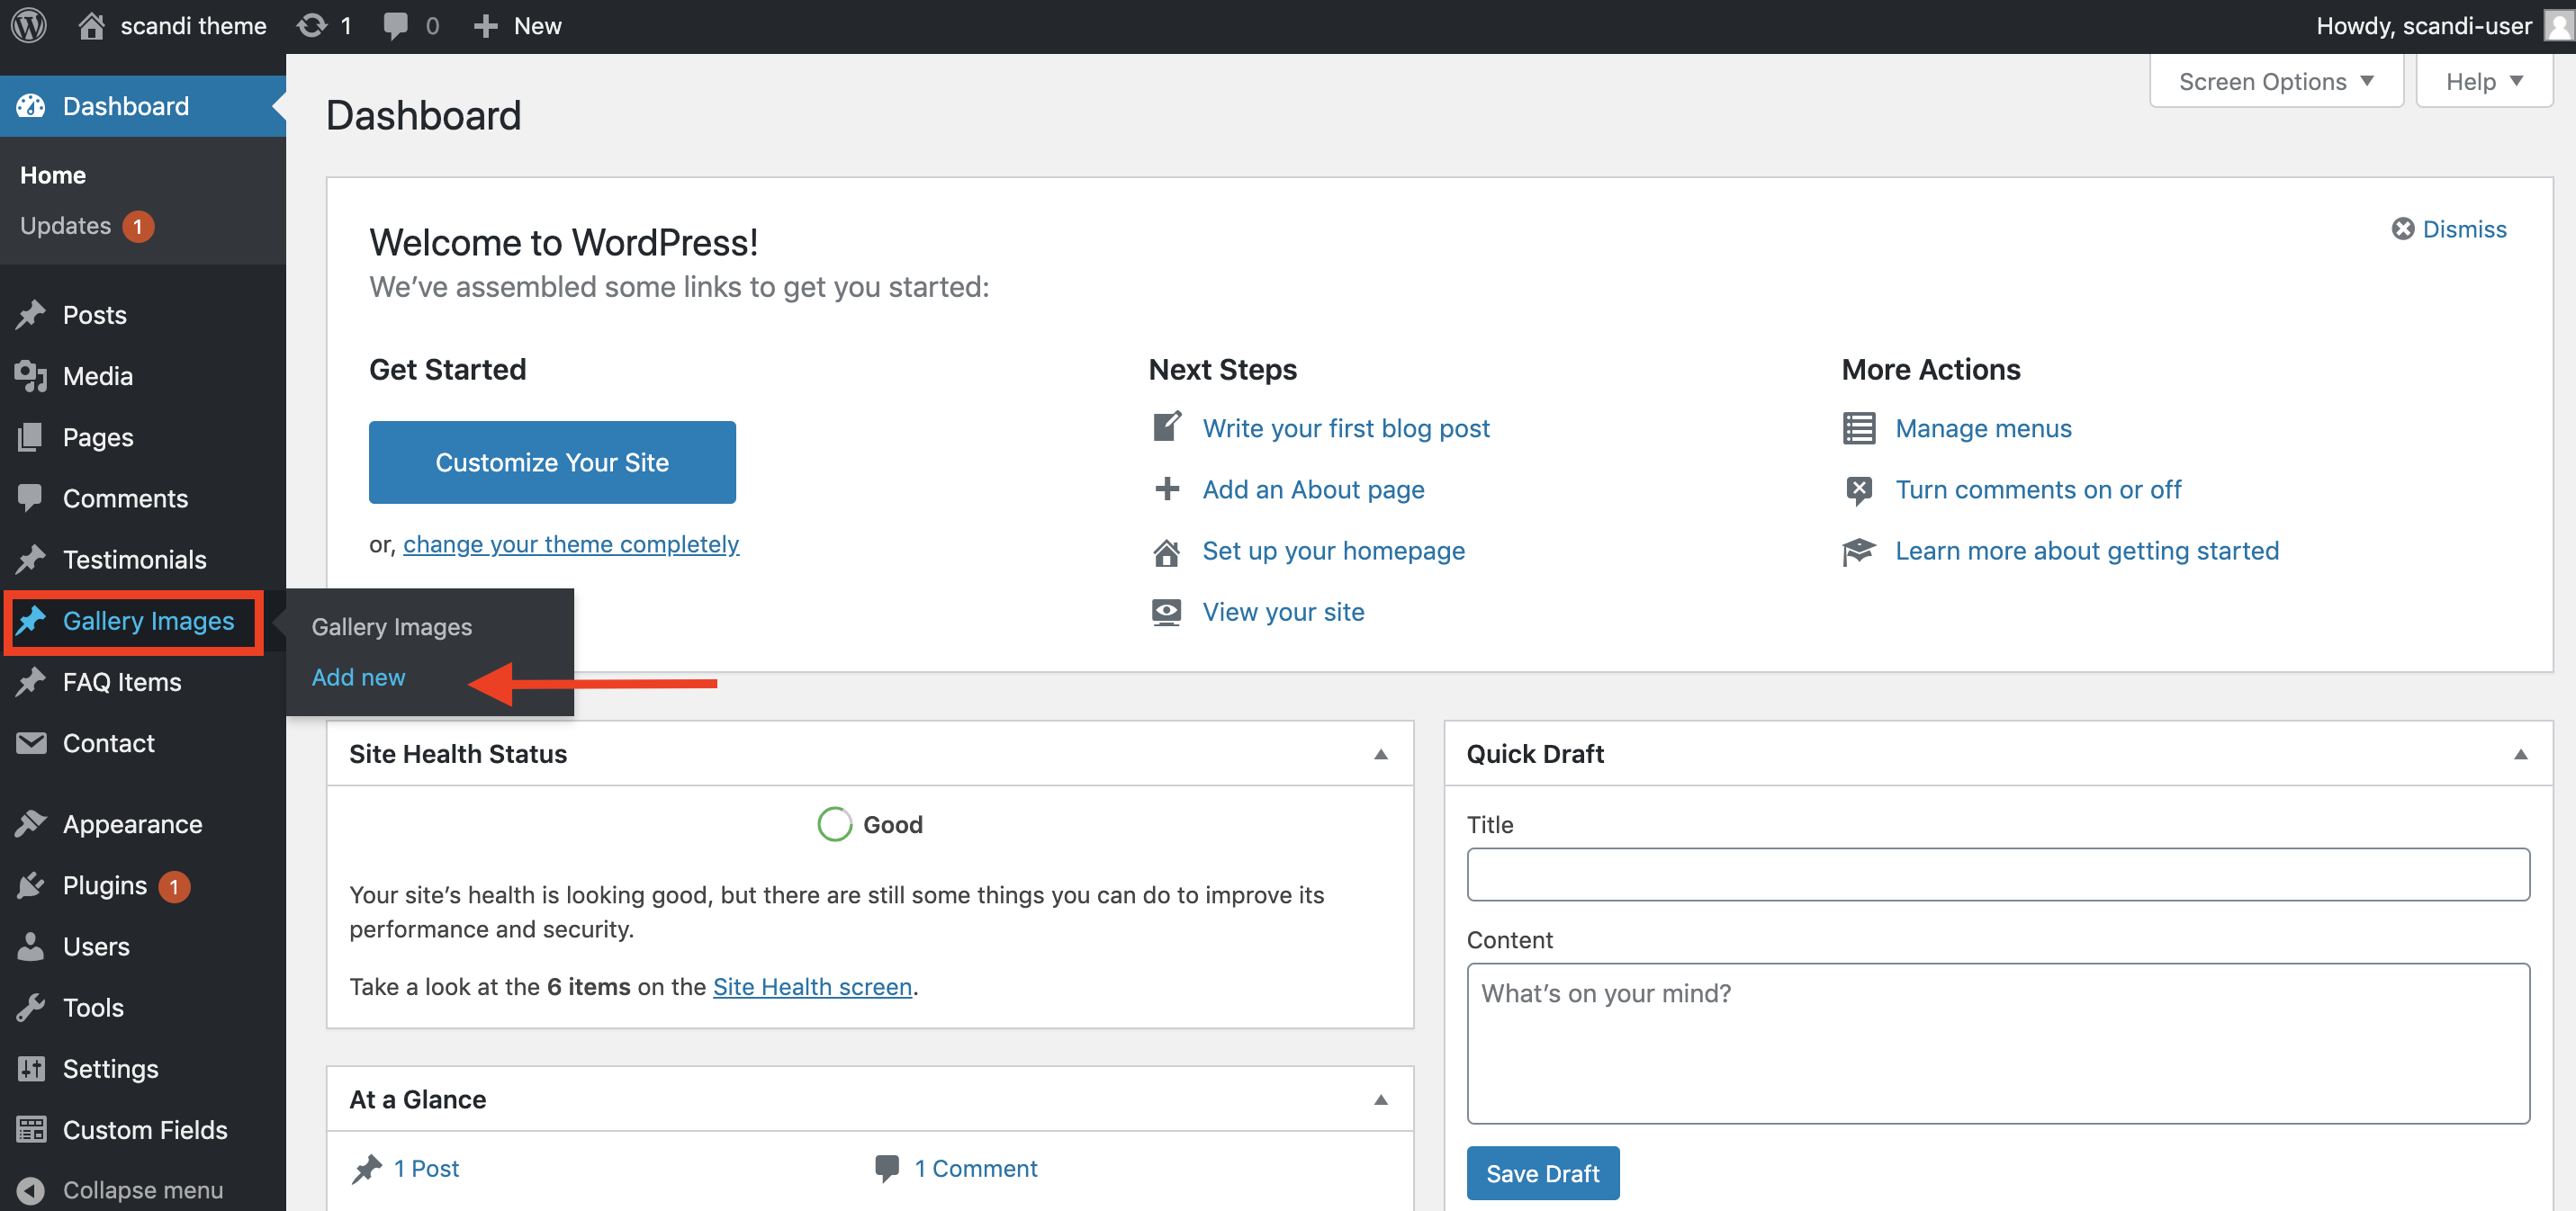 scandi theme 1 0 New Howdy, scandi-user
Dashboard
Home
Updates 1
Posts
Media
Pages
Comments
Testimonials
Gallery Images
FAQ Items
Contact
Appearance
Plugins 1
Users
Tools
Settings
Custom Fields
Collapse menu
Gallery Images
Add new
Screen Options Help
Dashboard
Welcome to WordPress!
Dismiss
We’ve assembled some links to get you started:
Get Started
Customize Your Site
or, change your theme completely
Next Steps
Write your first blog post
Add an About page
Set up your homepage
View your site
More Actions
Manage menus
Turn comments on or off
Learn more about getting started
Site Health Status
Good
Your site’s health is looking good, but there are still some things you can do to improve its
performance and security.
Take a look at the 6 items on the Site Health screen.
At a Glance
1 Post
1 Comment
Quick Draft
Title
Content
What’s on your mind?
Save Draft